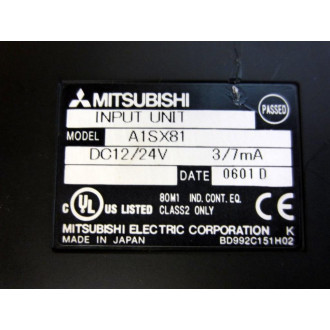 MITSUBISHI
PASSED
INPUT UNIT
MODEL A1SX81
DC12/24V 3/7mA
DATE 0601D
C UL US LISTED 80M1 IND. CONT. EQ. CLASS2 ONLY CE
MITSUBISHI ELECTRIC CORPORATION K
MADE IN JAPAN BD992C151H02